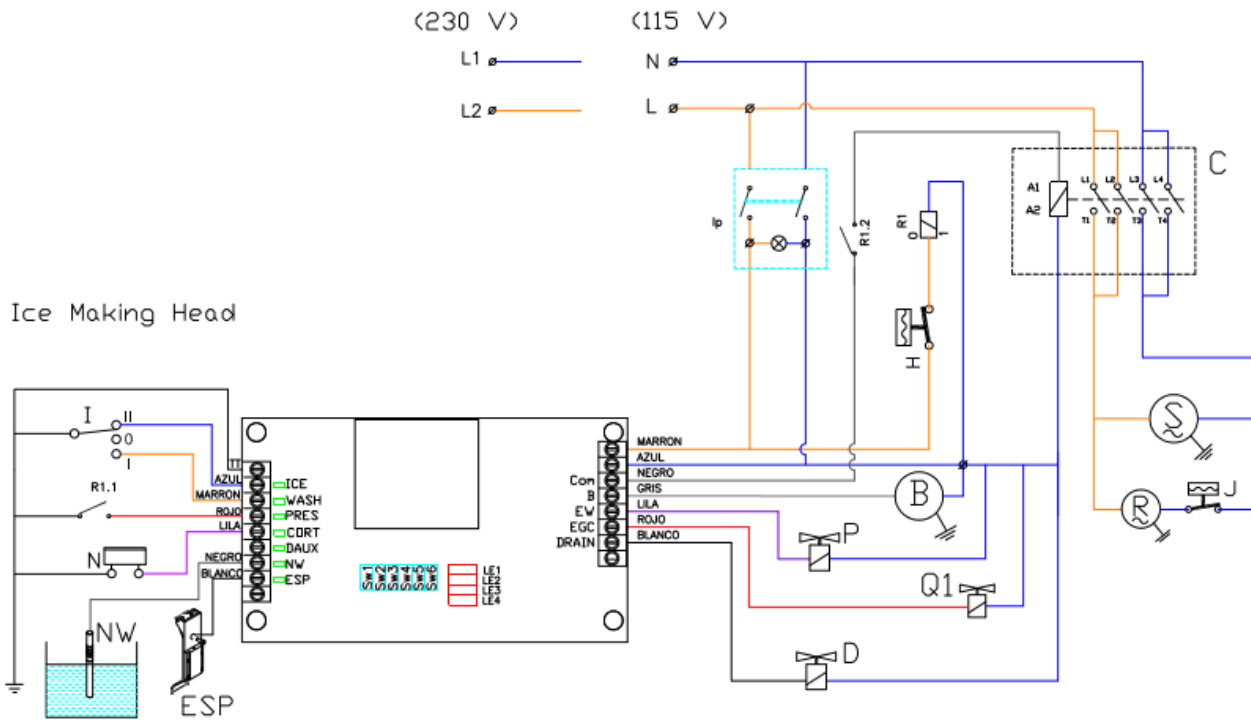 (230 V)
(115 V)
L1
N
L2
L
C
L1
L2
L3
L4
A1
A2
T1
T2
T3
T4
Ip
R1.2
R1
0
1
H
Ice Making Head
I
II
0
I
TT
AZUL
ICE
MARRON
WASH
R1.1
ROJO
PRES
LILA
CORT
N
DAUX
NEGRO
NW
BLANCO
ESP
Sw1
Sw2
Sw3
Sw4
Sw5
Sw6
LE1
LE2
LE3
LE4
NW
ESP
MARRON
AZUL
Com
NEGRO
B
GRIS
EW
LILA
EGC
ROJO
DRAIN
BLANCO
B
P
Q1
D
S
R
J